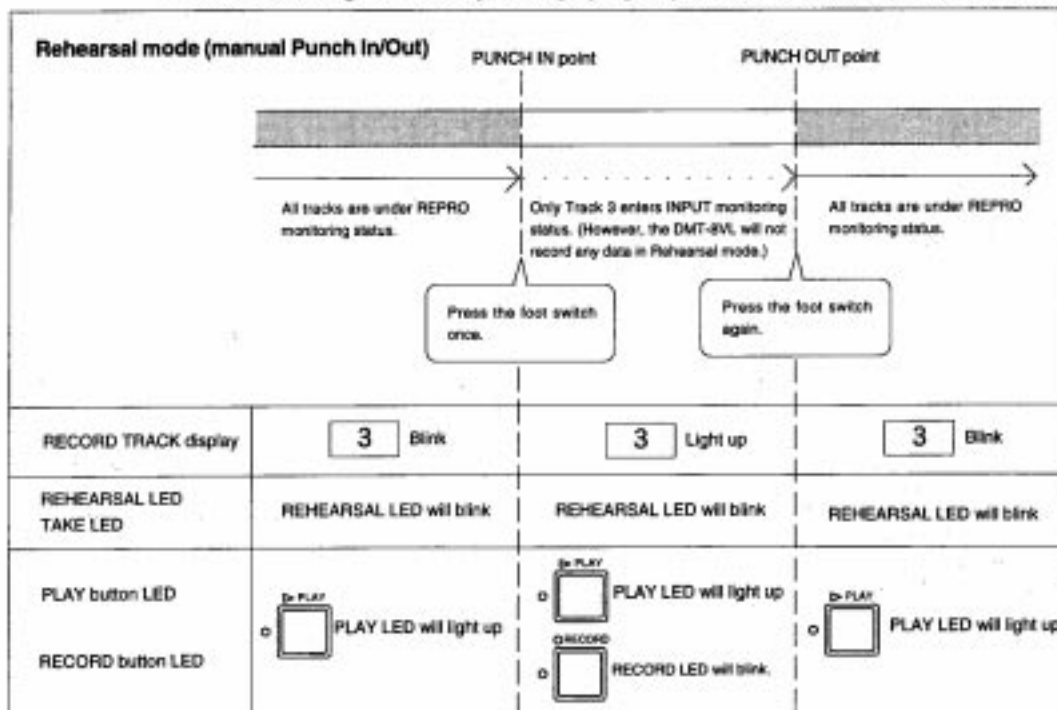 Rehearsal mode (manual Punch In/Out)
PUNCH IN point
PUNCH OUT point
All tracks are under REPRO
monitoring status.
Only Track 3 enters INPUT monitoring
status. (However, the DMT-8VL will not
record any data in Rehearsal mode.)
All tracks are under REPRO
monitoring status.
Press the foot switch
once.
Press the foot switch
again.
RECORD TRACK display
3 Blink
3 Light up
3 Blink
REHEARSAL LED
TAKE LED
REHEARSAL LED will blink
REHEARSAL LED will blink
REHEARSAL LED will blink
PLAY button LED
RECORD button LED
PLAY
PLAY LED will light up
PLAY
PLAY LED will light up
RECORD
RECORD LED will blink.
PLAY
PLAY LED will light up